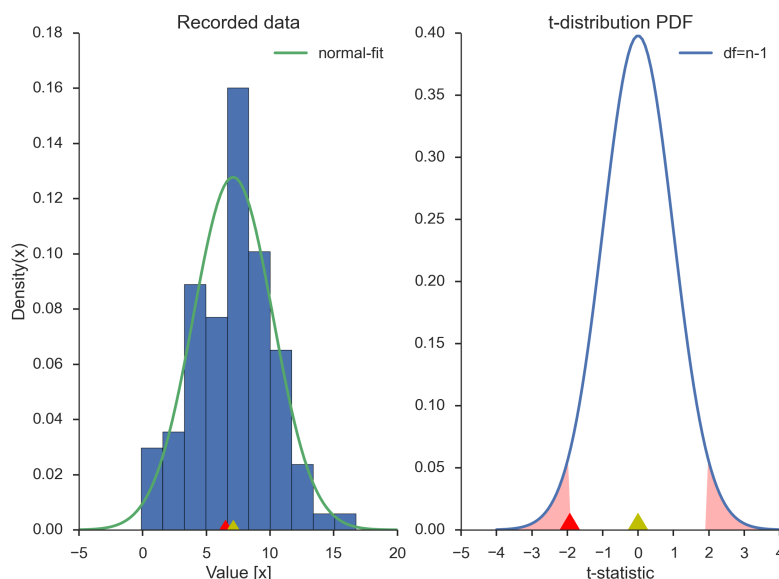 Recorded data
normal-fit
0.18
0.16
0.14
0.12
0.10
0.08
0.06
0.04
0.02
0.00
Density(x)
−5 0 5 10 15 20
Value [x]
t-distribution PDF
df=n-1
0.40
0.35
0.30
0.25
0.20
0.15
0.10
0.05
0.00
−5 −4 −3 −2 −1 0 1 2 3 4
t-statistic